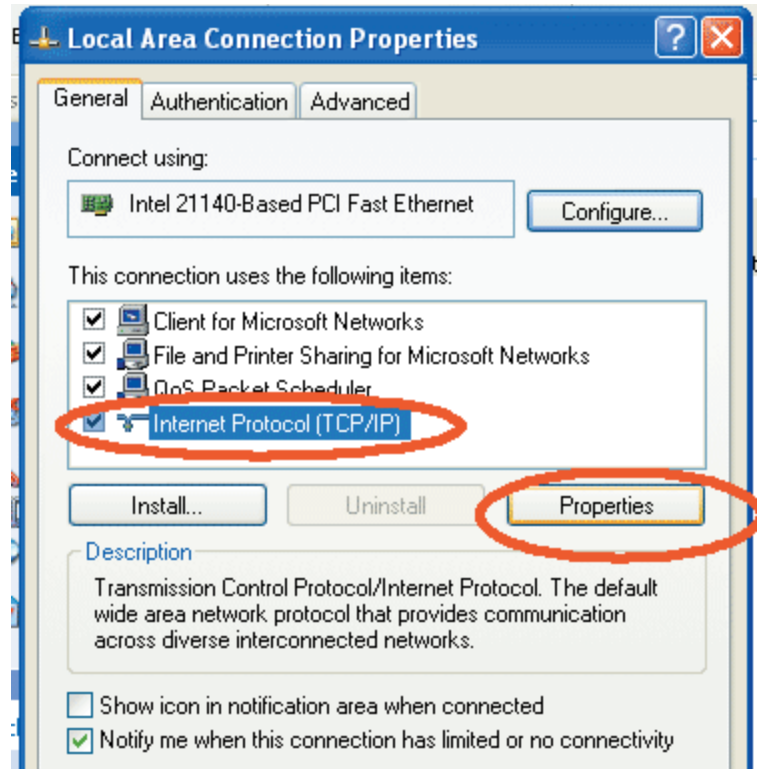 Local Area Connection Properties
General Authentication Advanced
Connect using:
Intel 21140-Based PCI Fast Ethernet Configure...
This connection uses the following items:
Client for Microsoft Networks
File and Printer Sharing for Microsoft Networks
QoS Packet Scheduler
Internet Protocol (TCP/IP)
Install... Uninstall Properties
Description
Transmission Control Protocol/Internet Protocol. The default
wide area network protocol that provides communication
across diverse interconnected networks.
Show icon in notification area when connected
Notify me when this connection has limited or no connectivity